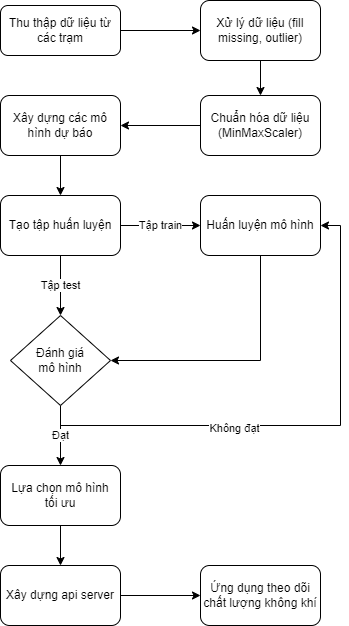 Thu thập dữ liệu từ
các trạm
Xử lý dữ liệu (fill
missing, outlier)
Xây dựng các mô
hình dự báo
Chuẩn hóa dữ liệu
(MinMaxScaler)
Tạo tập huấn luyện
Tập train
Huấn luyện mô hình
Tập test
Đánh giá
mô hình
Không đạt
Đạt
Lựa chọn mô hình
tối ưu
Xây dựng api server
Ứng dụng theo dõi
chất lượng không khí